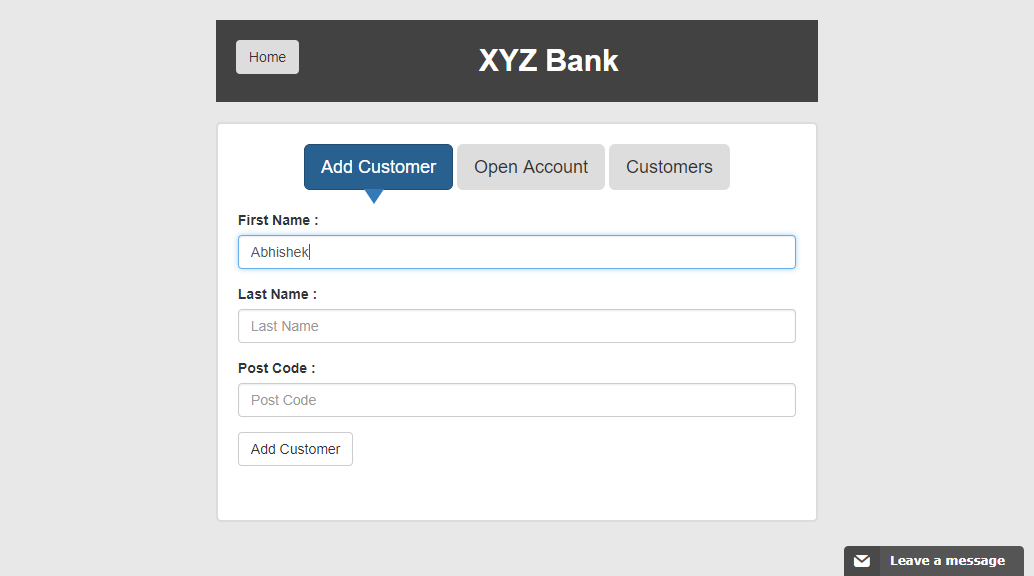 Home
XYZ Bank
Add Customer Open Account Customers
First Name :
Abhishek
Last Name :
Last Name
Post Code :
Post Code
Add Customer
Leave a message